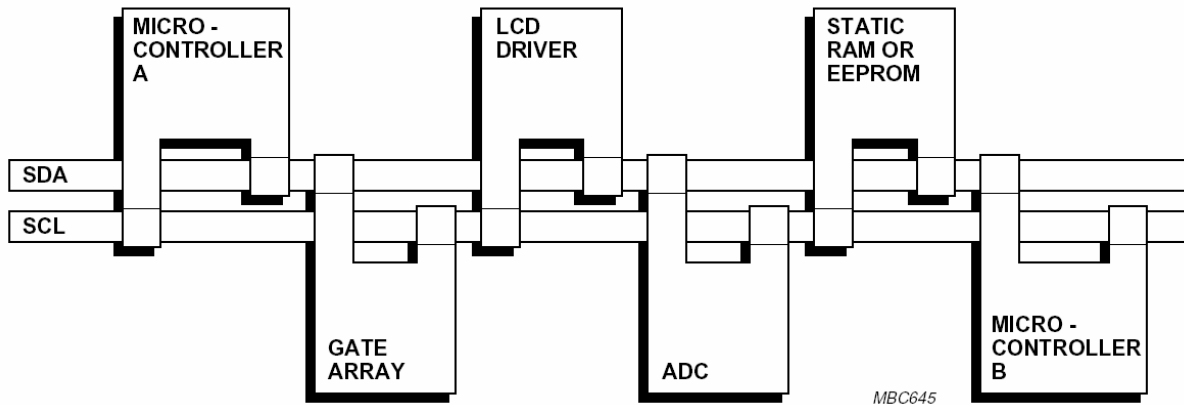 MICRO -
CONTROLLER
A
LCD
DRIVER
STATIC
RAM OR
EEPROM
SDA
SCL
GATE
ARRAY
ADC
MICRO -
CONTROLLER
B
MBC645